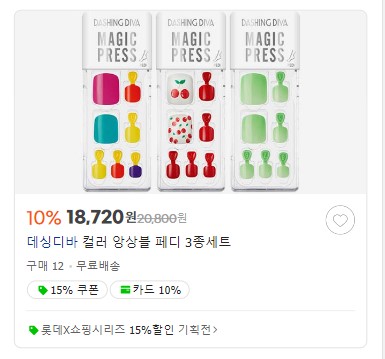 DASHING DIVA DASHING DIVA DASHING DIVA
MAGIC MAGIC MAGIC
PRESS PRESS PRESS
10% 18,720원 20,800원
데싱디바 컬러 앙상블 페디 3종세트
구매 12 · 무료배송
15% 쿠폰 카드 10%
롯데X쇼핑시리즈 15%할인 기획전>